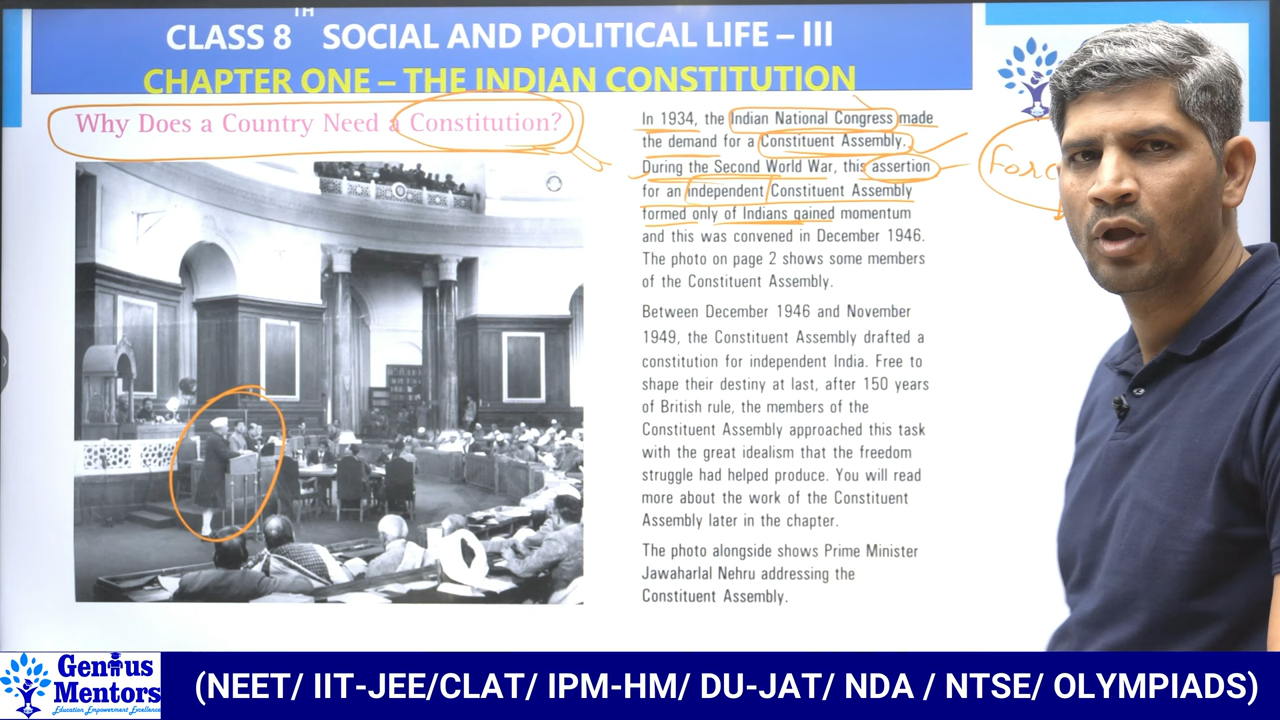 TH
CLASS 8 SOCIAL AND POLITICAL LIFE – III
CHAPTER ONE – THE INDIAN CONSTITUTION
Why Does a Country Need a Constitution?
In 1934, the Indian National Congress made
the demand for a Constituent Assembly.
During the Second World War, this assertion
for an independent Constituent Assembly
formed only of Indians gained momentum
and this was convened in December 1946.
The photo on page 2 shows some members
of the Constituent Assembly.
Between December 1946 and November
1949, the Constituent Assembly drafted a
constitution for independent India. Free to
shape their destiny at last, after 150 years
of British rule, the members of the
Constituent Assembly approached this task
with the great idealism that the freedom
struggle had helped produce. You will read
more about the work of the Constituent
Assembly later in the chapter.
The photo alongside shows Prime Minister
Jawaharlal Nehru addressing the
Constituent Assembly.
Genius
Mentors
Education Empowerment Excellence
(NEET/ IIT-JEE/CLAT/ IPM-HM/ DU-JAT/ NDA / NTSE/ OLYMPIADS)